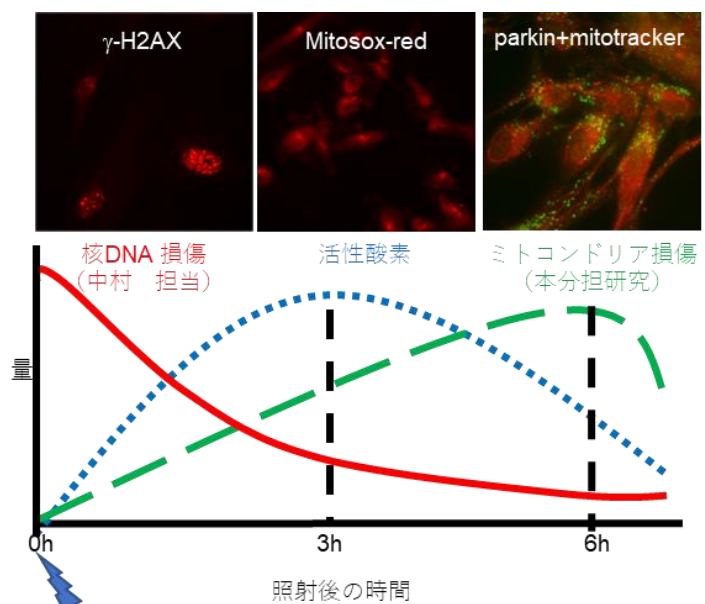 γ-H2AX
Mitosox-red
parkin+mitotracker
核DNA 損傷
（中村　担当）
活性酸素
ミトコンドリア損傷
（本分担研究）
量
0h
3h
6h
照射後の時間